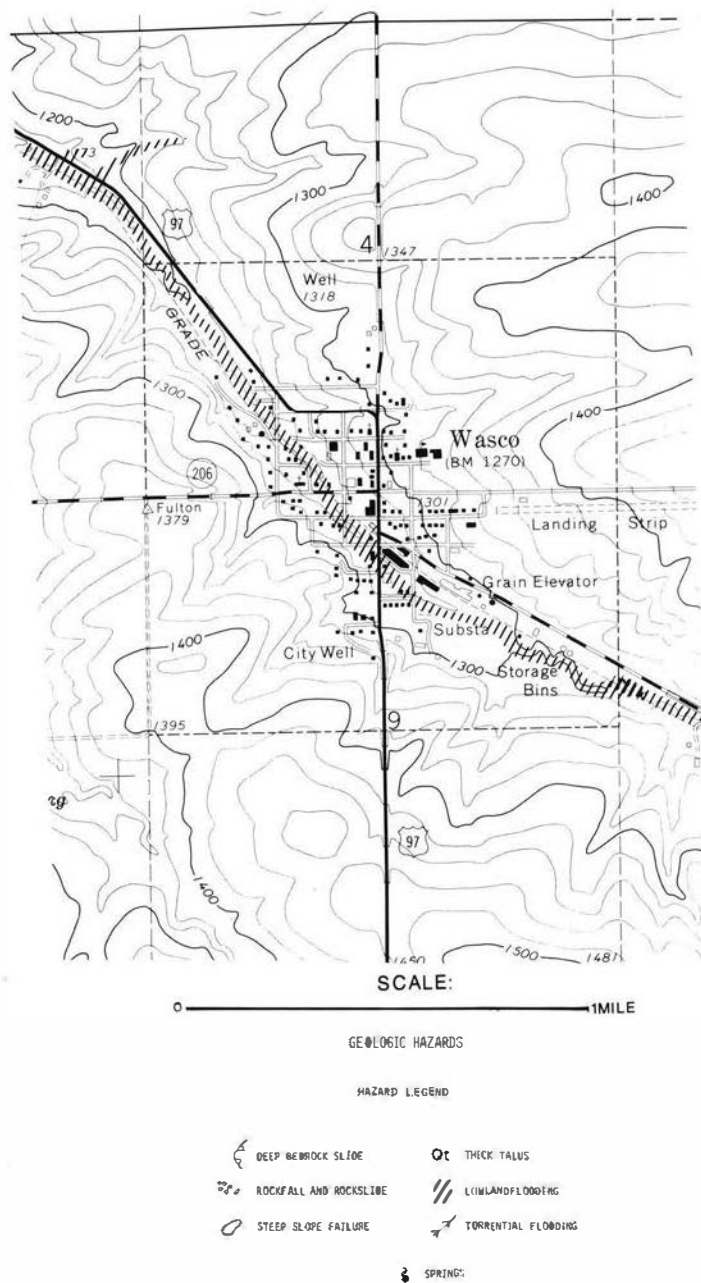 1200
1173
97
1300
4
1400
1347
Well
1318
GRADE
1300
1400
Wasco
(BM 1270)
206
Fulton
1379
1301
Landing Strip
Grain Elevator
Substa
1400
City Well
1300
Storage
Bins
1395
9
rg
97
1400
1450
1500
1481
SCALE:
0 1MILE
GEOLOGIC HAZARDS
HAZARD LEGEND
DEEP BEDROCK SLIDE
Qt THICK TALUS
ROCKFALL AND ROCKSLIDE
LOWLANDFLOODING
STEEP SLOPE FAILURE
TORRENTIAL FLOODING
SPRINGS